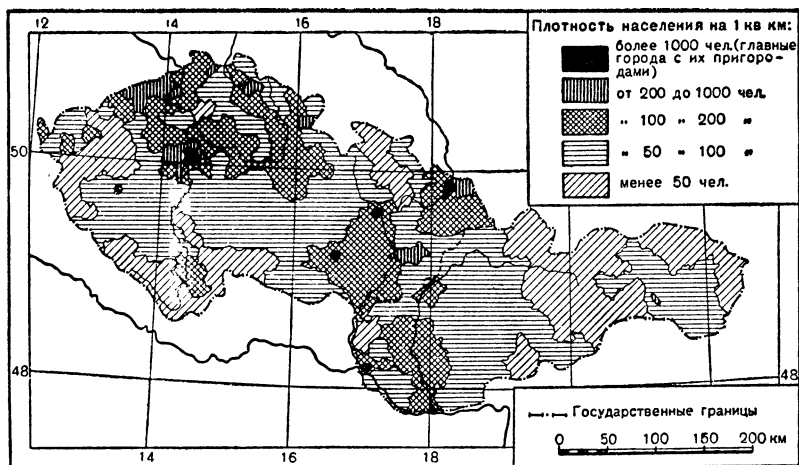 12 14 16 18
Плотность населения на 1 кв км:
более 1000 чел.(главные
города с их пригоро-
дами)
от 200 до 1000 чел.
„ 100 „ 200 „
„ 50 „ 100 „
менее 50 чел.
50
48
48
Государственные границы
0 50 100 150 200 км
14 16 18